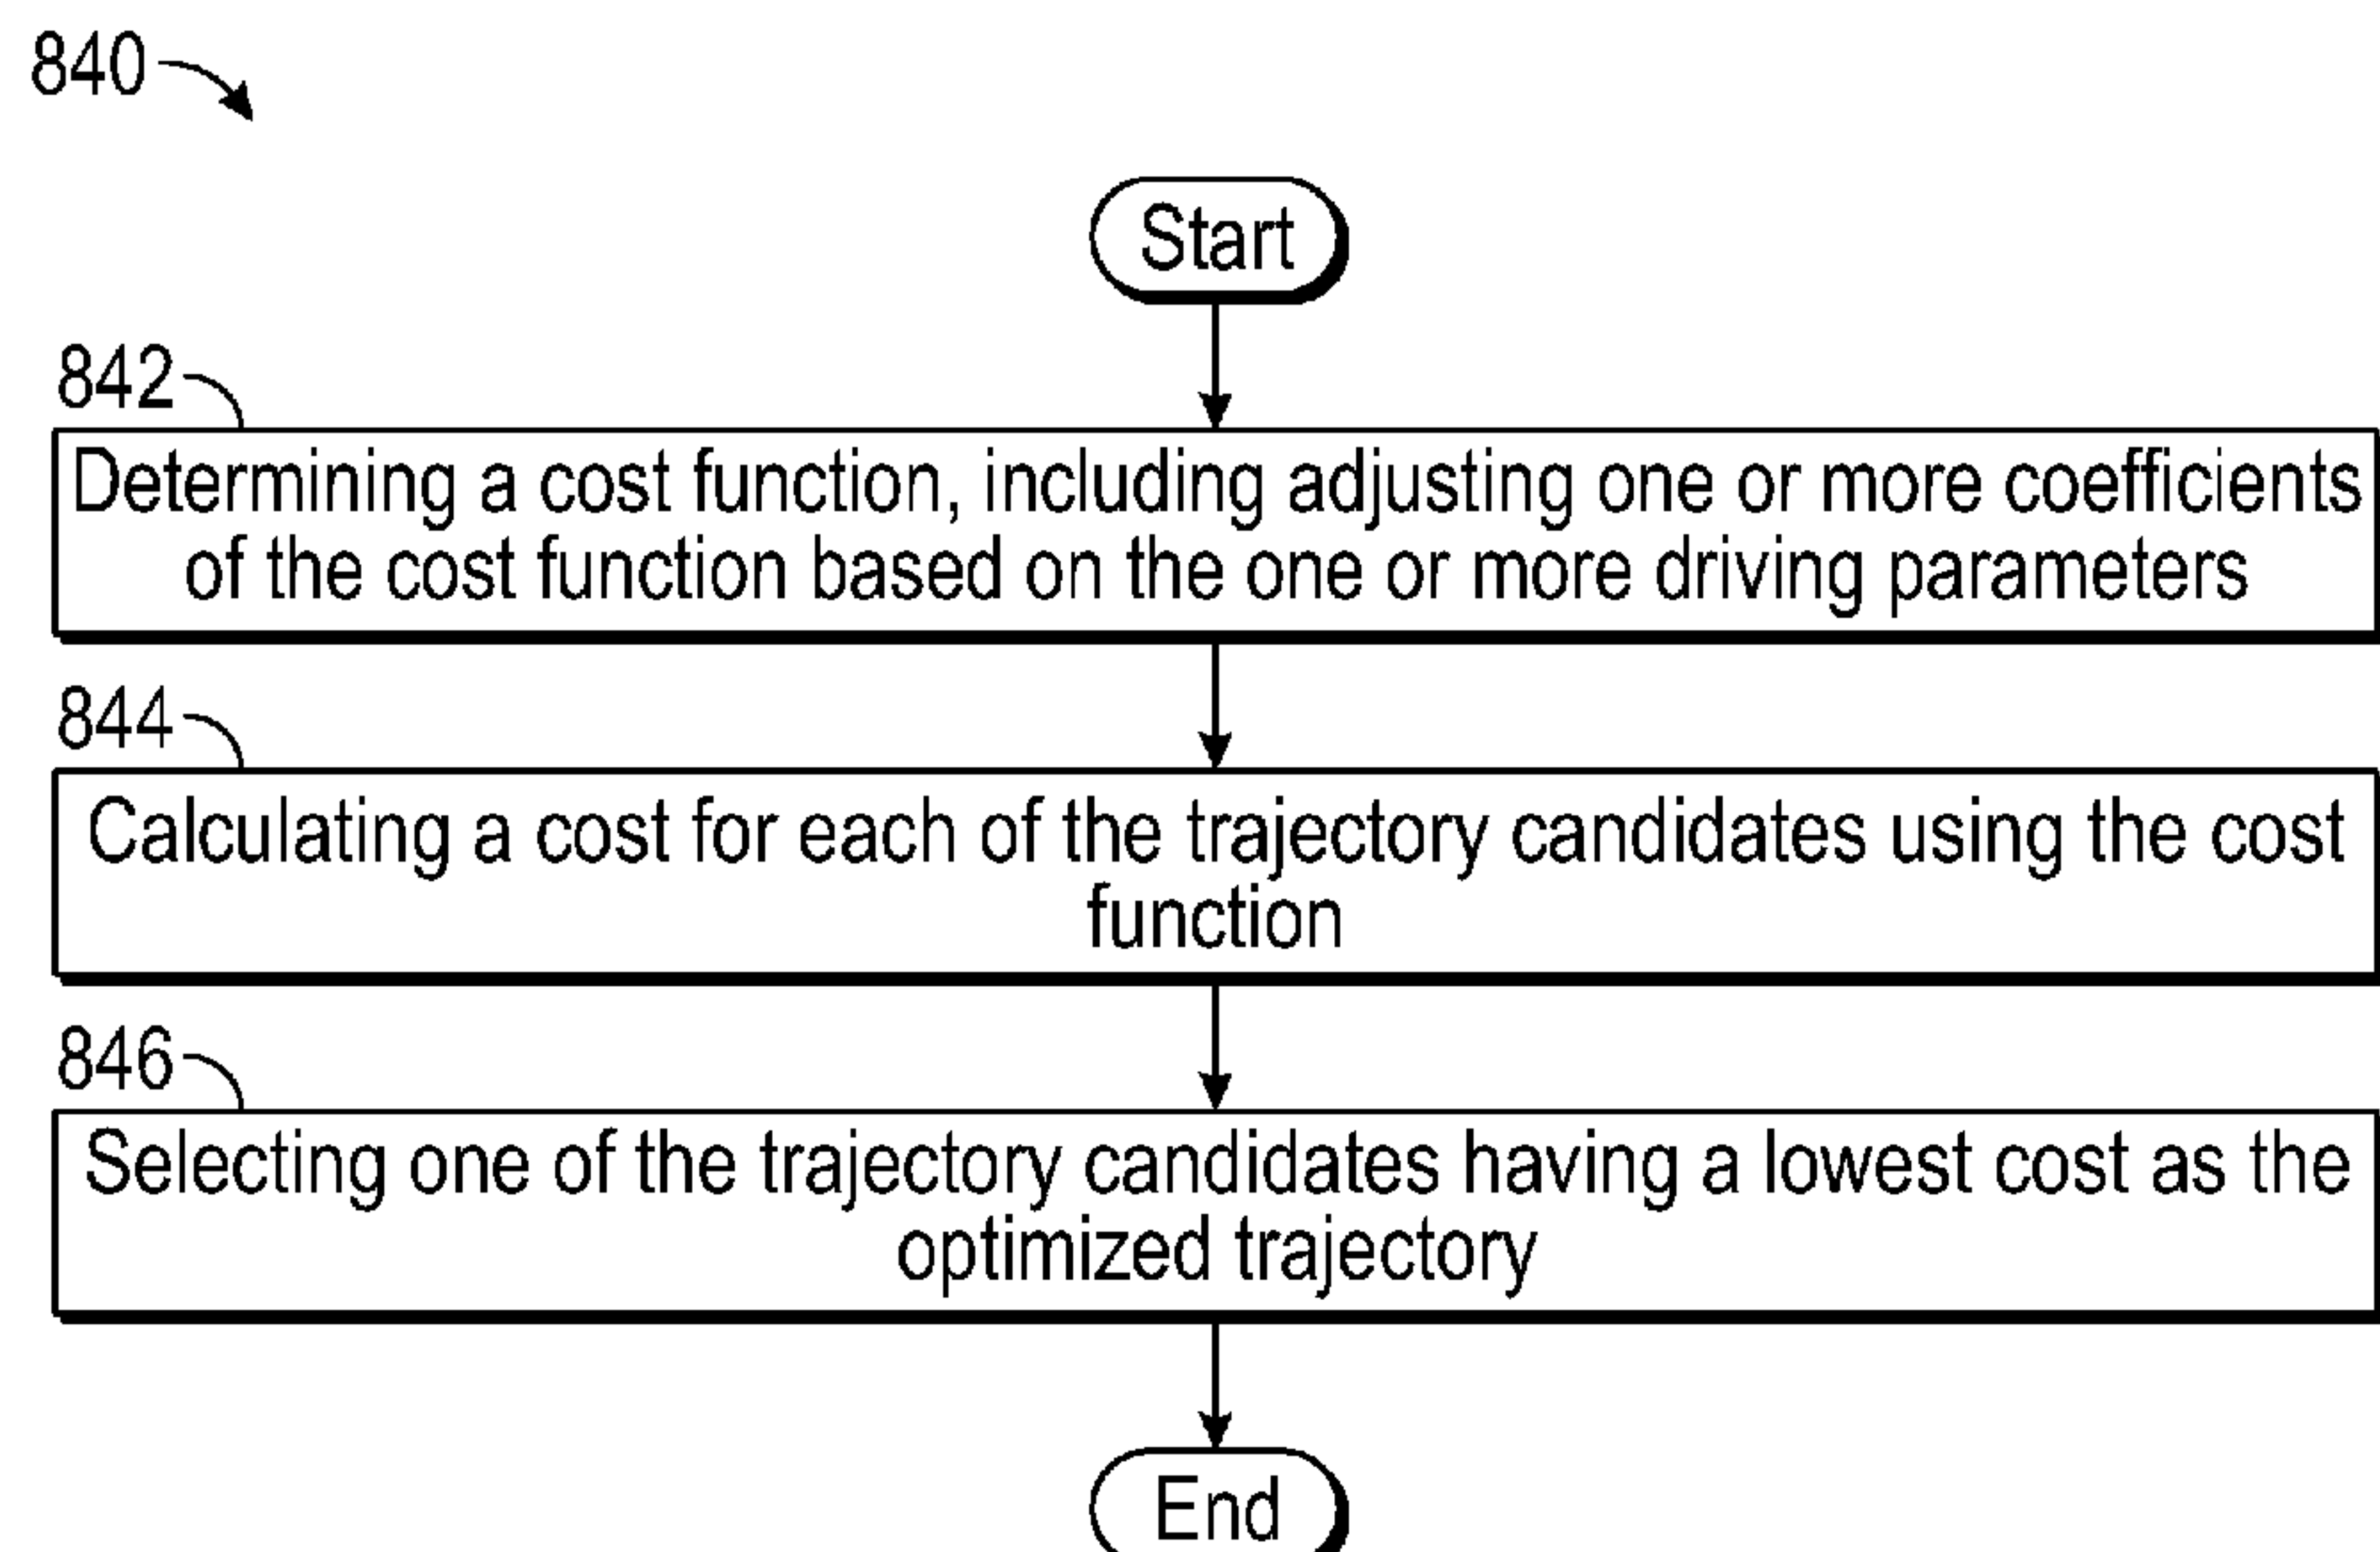 840
Start
842
Determining a cost function, including adjusting one or more coefficients
of the cost function based on the one or more driving parameters
844
Calculating a cost for each of the trajectory candidates using the cost
function
846
Selecting one of the trajectory candidates having a lowest cost as the
optimized trajectory
End